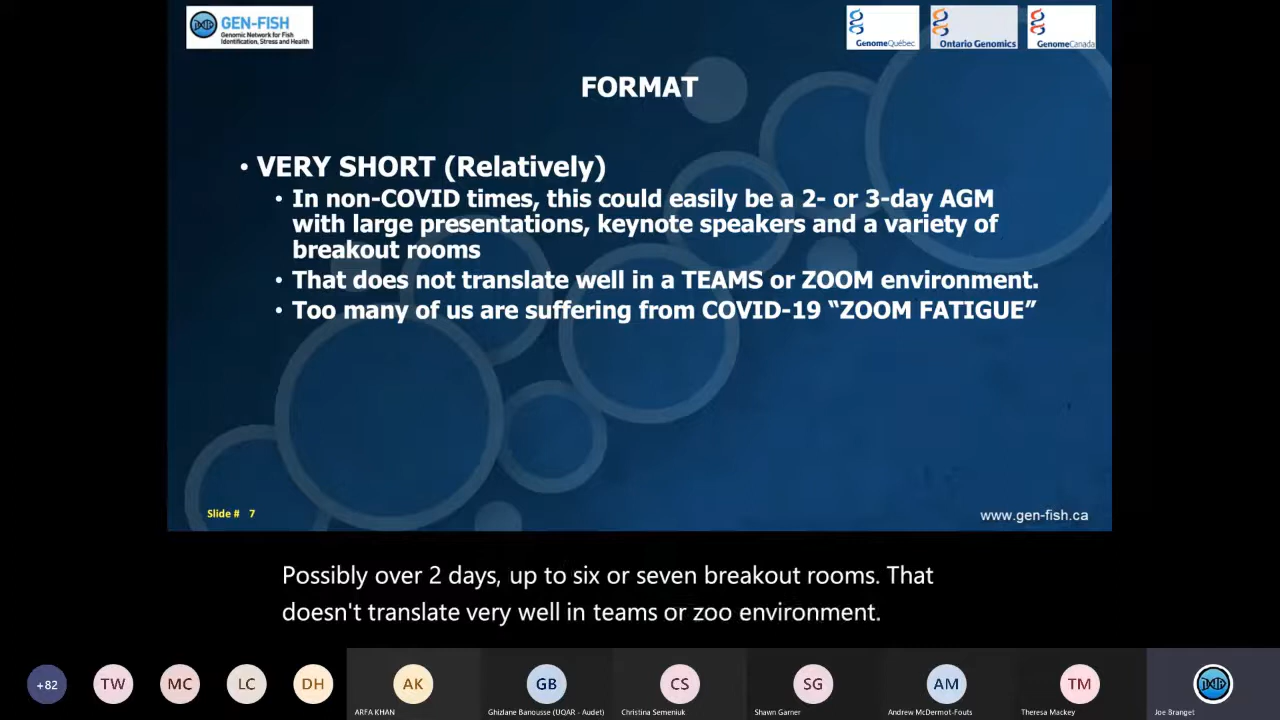 GEN-FISH
Genomic Network for Fish
Identification, Stress and Health
GenomeQuébec
Ontario Genomics
GenomeCanada
FORMAT
• VERY SHORT (Relatively)
• In non-COVID times, this could easily be a 2- or 3-day AGM
with large presentations, keynote speakers and a variety of
breakout rooms
• That does not translate well in a TEAMS or ZOOM environment.
• Too many of us are suffering from COVID-19 “ZOOM FATIGUE”
Slide # 7
www.gen-fish.ca
Possibly over 2 days, up to six or seven breakout rooms. That
doesn't translate very well in teams or zoo environment.
+82
TW
MC
LC
DH
AK
GB
CS
SG
AM
TM
ARFA KHAN
Ghizlane Banousse (UQAR - Audet)
Christina Semeniuk
Shawn Garner
Andrew McDermot-Fouts
Theresa Mackey
Joe Branget